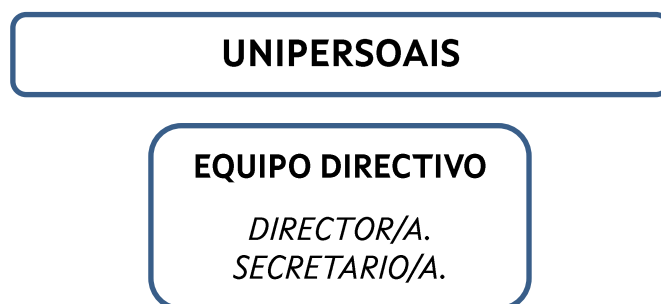 UNIPERSOAIS
EQUIPO DIRECTIVO
DIRECTOR/A.
SECRETARIO/A.